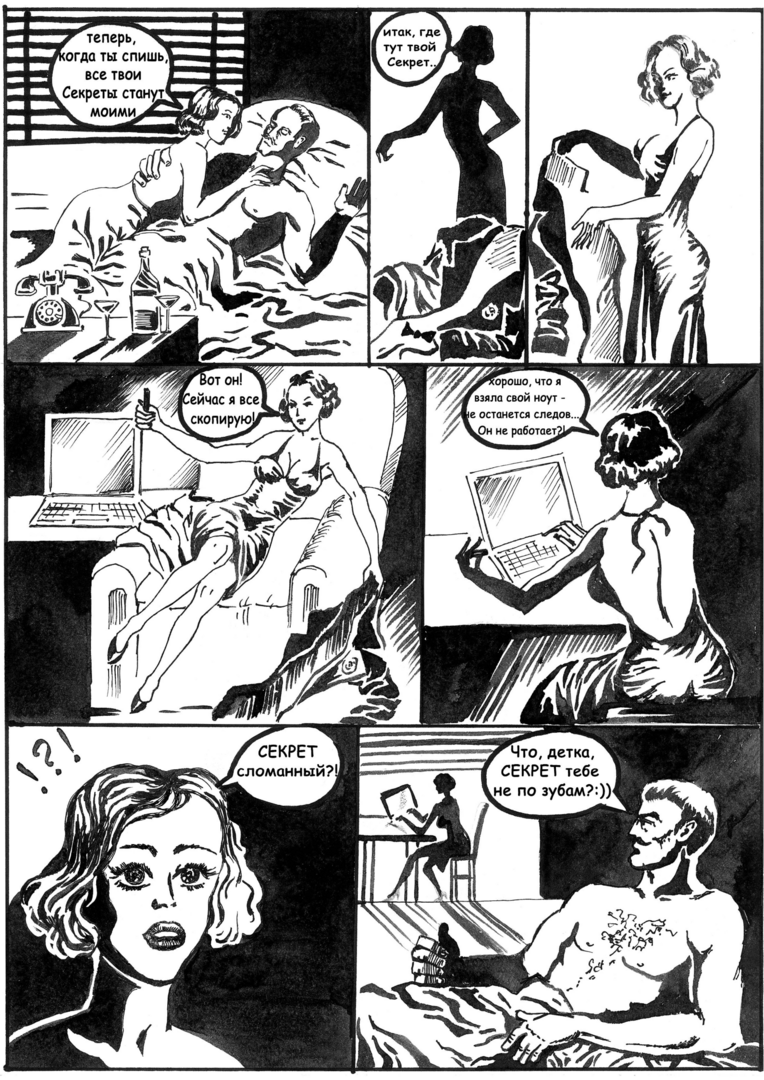 теперь,
когда ты спишь,
все твои
Секреты станут
моими
итак, где
тут твой
Секрет..
Вот он!
Сейчас я все
скопирую!
хорошо, что я
взяла свой ноут -
не останется следов...
Он не работает?!
!?!
СЕКРЕТ
сломанный?!
Что, детка,
СЕКРЕТ тебе
не по зубам?:))